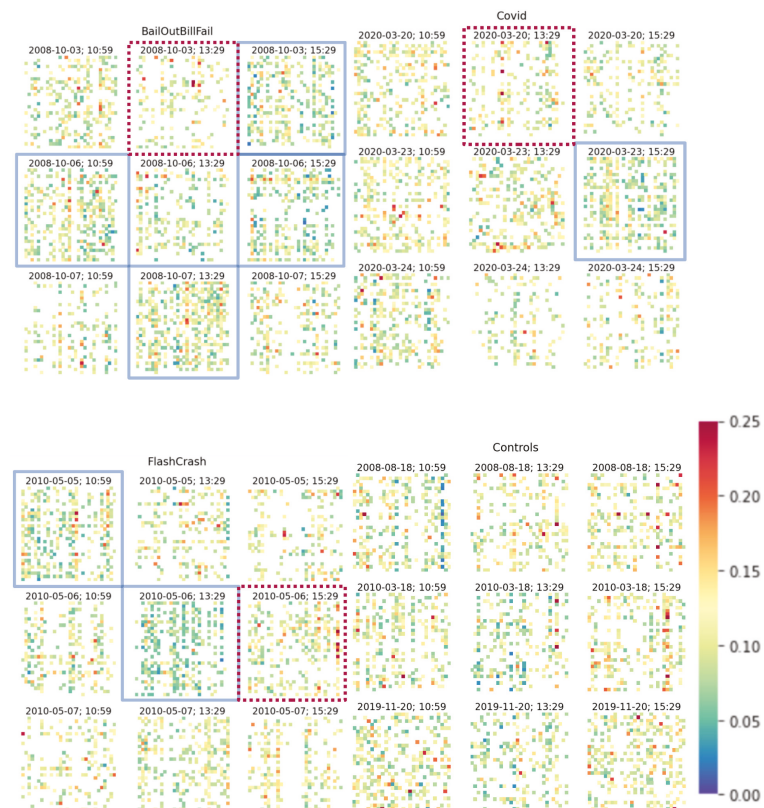 Covid
BailOutBillFail
2020-03-20; 10:59 2020-03-20; 13:29 2020-03-20; 15:29
2008-10-03; 10:59 2008-10-03; 13:29 2008-10-03; 15:29
2020-03-23; 10:59 2020-03-23; 13:29 2020-03-23; 15:29
2008-10-06; 10:59 2008-10-06; 13:29 2008-10-06; 15:29
2020-03-24; 10:59 2020-03-24; 13:29 2020-03-24; 15:29
2008-10-07; 10:59 2008-10-07; 13:29 2008-10-07; 15:29
0.25
Controls
FlashCrash
2008-08-18; 10:59 2008-08-18; 13:29 2008-08-18; 15:29
2010-05-05; 10:59 2010-05-05; 13:29 2010-05-05; 15:29
0.20
0.15
2010-03-18; 10:59 2010-03-18; 13:29 2010-03-18; 15:29
2010-05-06; 10:59 2010-05-06; 13:29 2010-05-06; 15:29
0.10
2019-11-20; 10:59 2019-11-20; 13:29 2019-11-20; 15:29
2010-05-07; 10:59 2010-05-07; 13:29 2010-05-07; 15:29
0.05
0.00